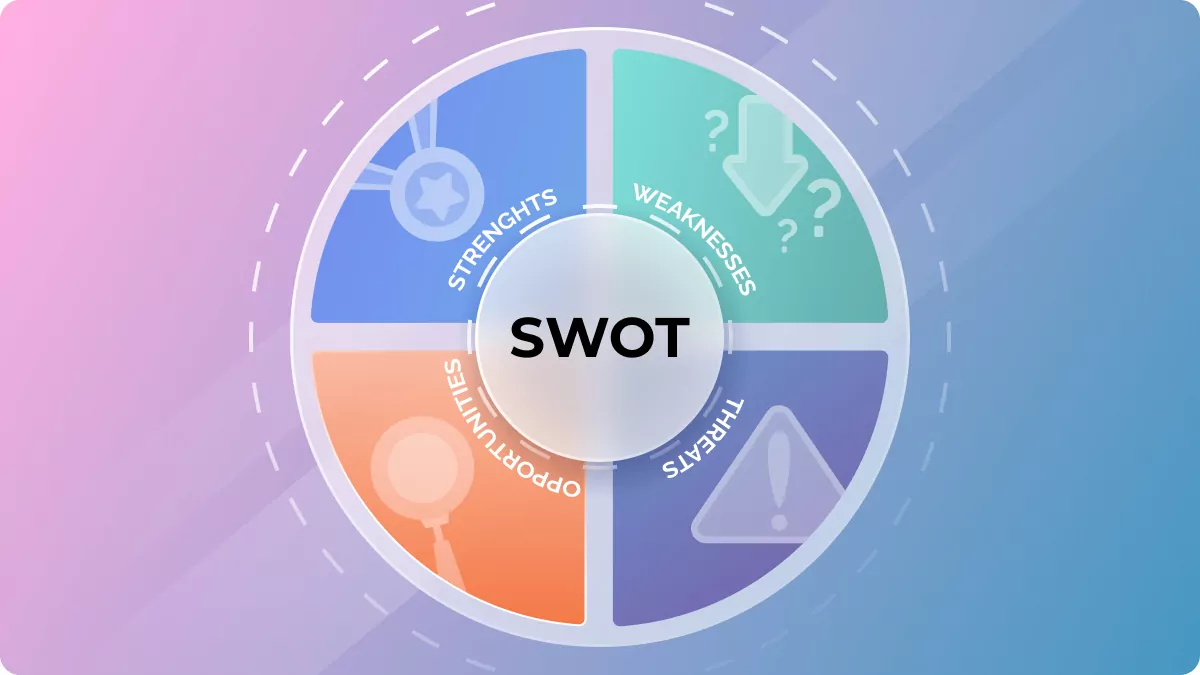 STRENGHTS
WEAKNESSES
SWOT
OPPORTUNITIES
THREATS
?
?
?